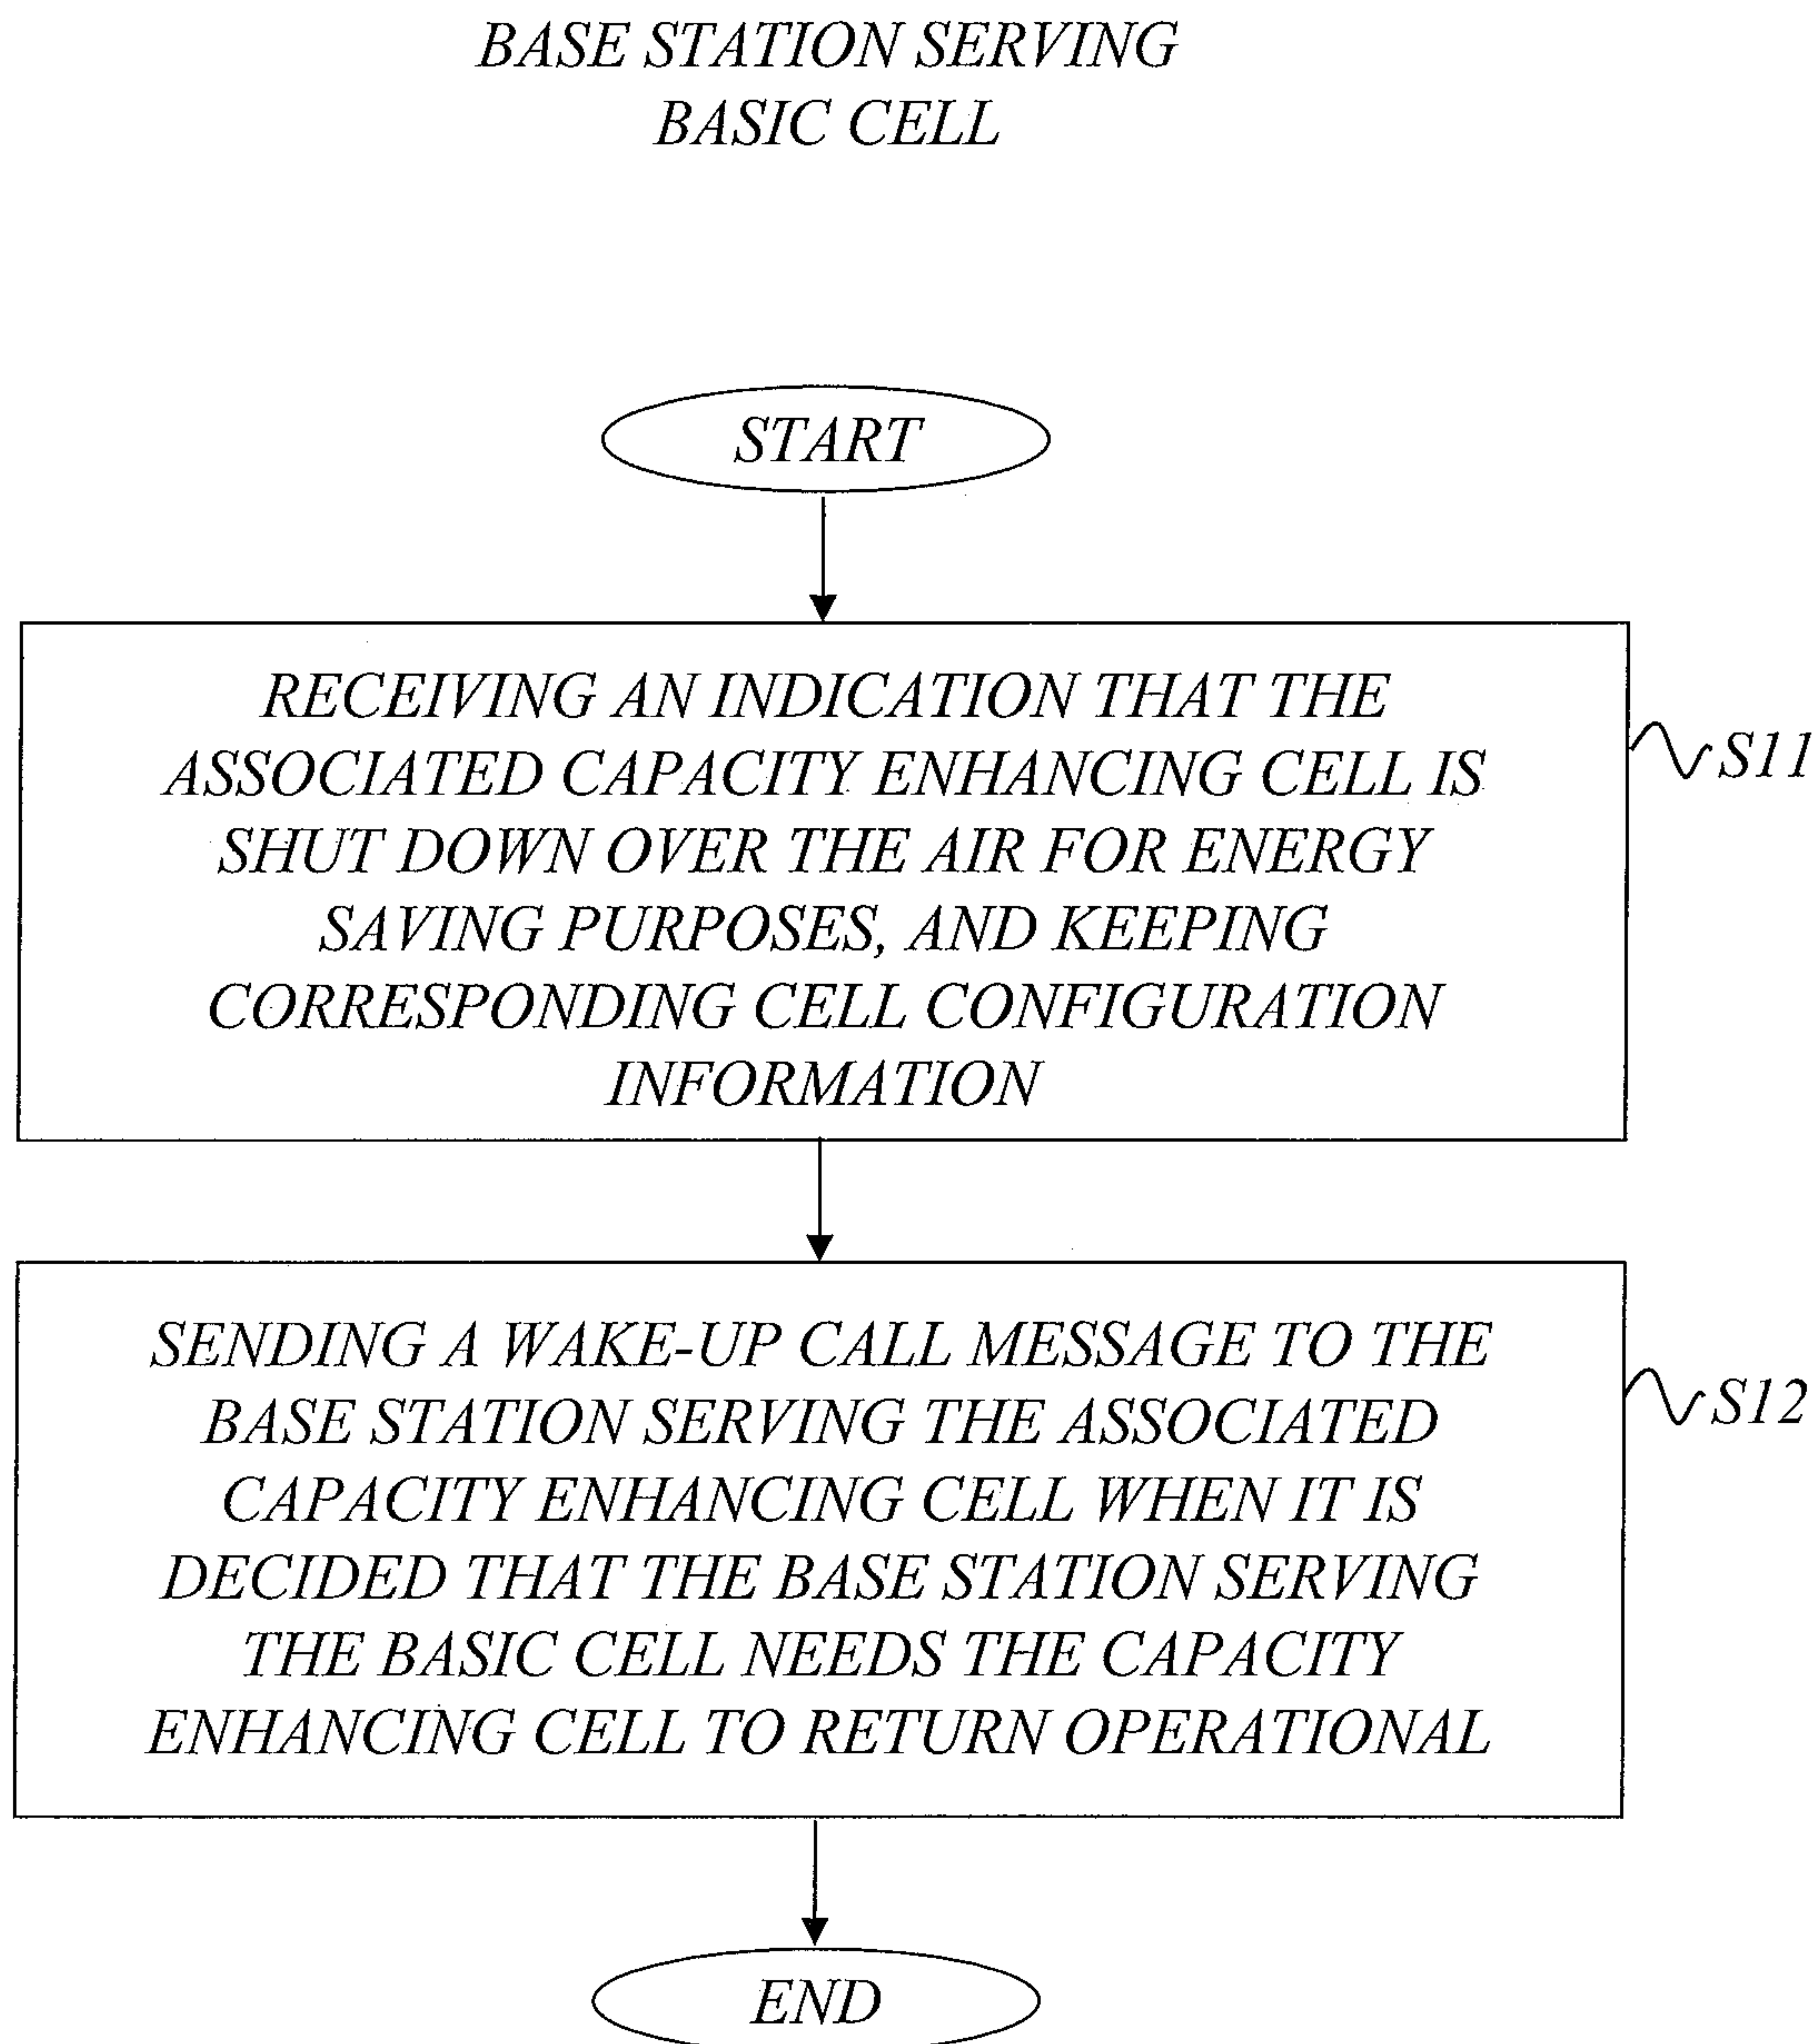 BASE STATION SERVING
BASIC CELL
START
RECEIVING AN INDICATION THAT THE
ASSOCIATED CAPACITY ENHANCING CELL IS
SHUT DOWN OVER THE AIR FOR ENERGY
SAVING PURPOSES, AND KEEPING
CORRESPONDING CELL CONFIGURATION
INFORMATION
S11
SENDING A WAKE-UP CALL MESSAGE TO THE
BASE STATION SERVING THE ASSOCIATED
CAPACITY ENHANCING CELL WHEN IT IS
DECIDED THAT THE BASE STATION SERVING
THE BASIC CELL NEEDS THE CAPACITY
ENHANCING CELL TO RETURN OPERATIONAL
S12
END